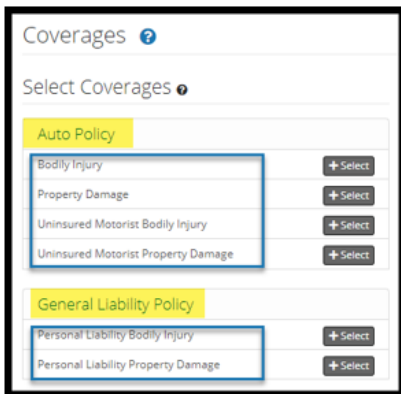 Coverages ?
Select Coverages ?
Auto Policy
Bodily Injury + Select
Property Damage + Select
Uninsured Motorist Bodily Injury + Select
Uninsured Motorist Property Damage + Select
General Liability Policy
Personal Liability Bodily Injury + Select
Personal Liability Property Damage + Select